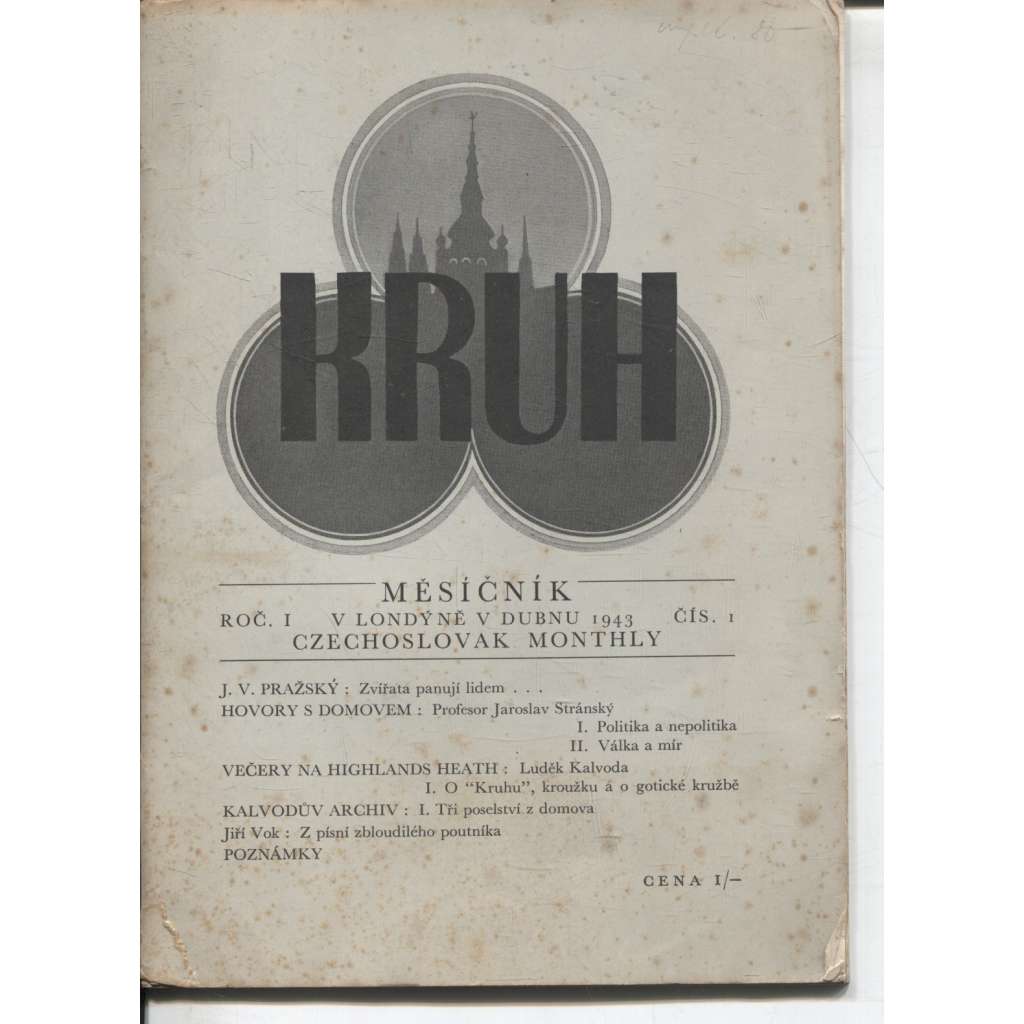 KRUH
MĚSÍČNÍK
ROČ. I V LONDÝNĚ V DUBNU 1943 ČÍS. 1
CZECHOSLOVAK MONTHLY
J. V. PRAŽSKÝ : Zvířata panují lidem . . .
HOVORY S DOMOVEM : Profesor Jaroslav Stránský
I. Politika a nepolitika
II. Válka a mír
VEČERY NA HIGHLANDS HEATH : Luděk Kalvoda
I. O “Kruhu”, kroužku á o gotické kružbě
KALVODŮV ARCHIV : I. Tři poselství z domova
Jiří Vok : Z písní zbloudilého poutníka
POZNÁMKY
CENA 1/–